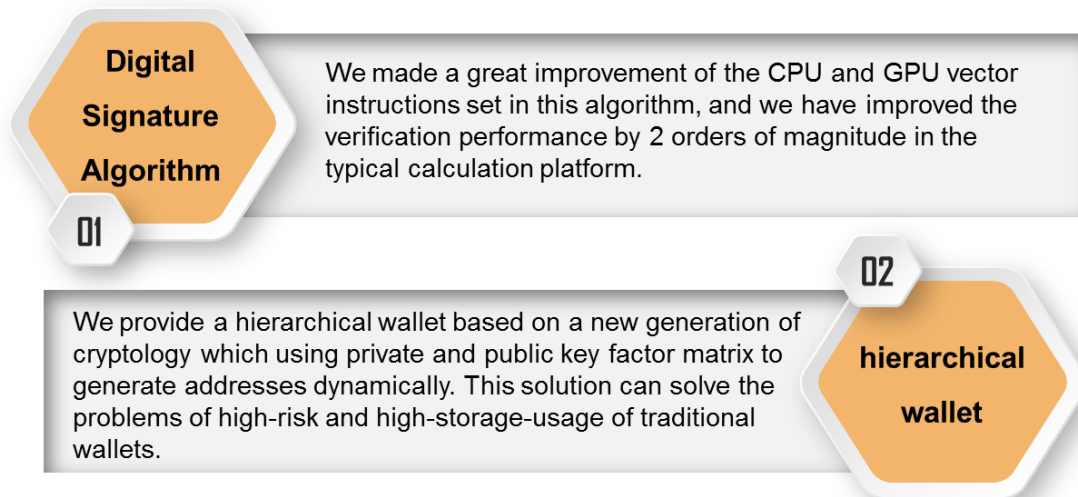 Digital
Signature
Algorithm
01
We made a great improvement of the CPU and GPU vector
instructions set in this algorithm, and we have improved the
verification performance by 2 orders of magnitude in the
typical calculation platform.
02
hierarchical
wallet
We provide a hierarchical wallet based on a new generation of
cryptology which using private and public key factor matrix to
generate addresses dynamically. This solution can solve the
problems of high-risk and high-storage-usage of traditional
wallets.